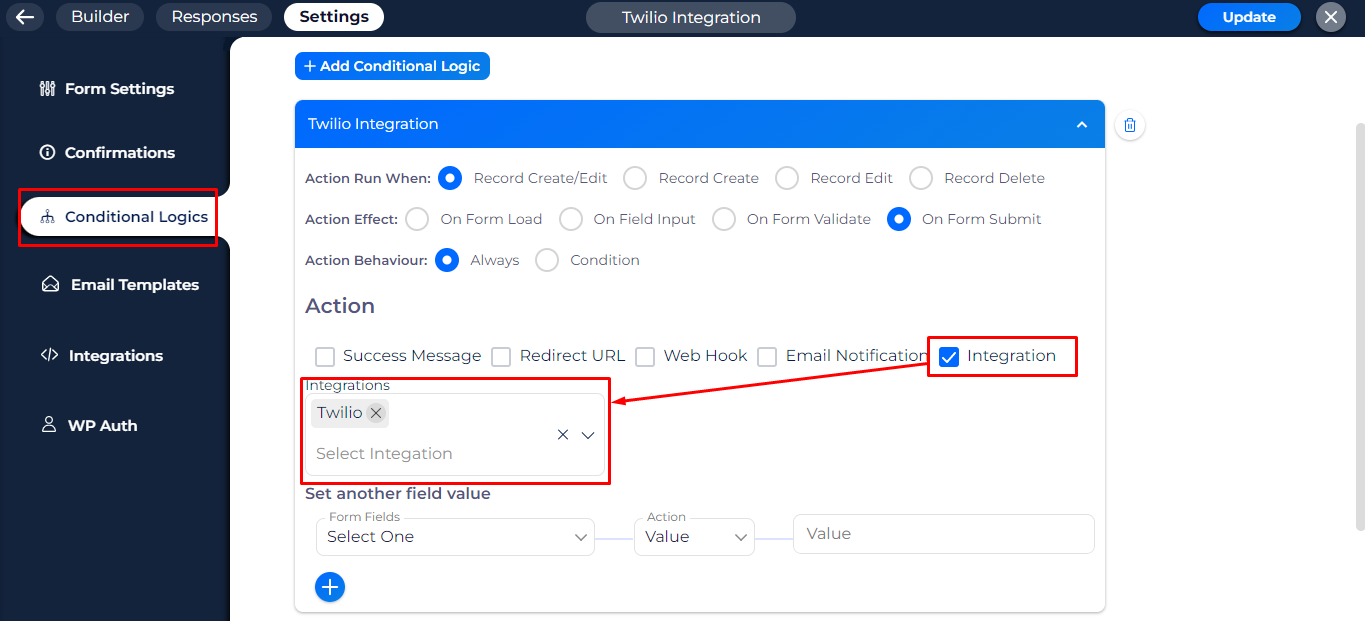 Builder Responses Settings Twilio Integration Update
Add Conditional Logic
Form Settings
Twilio Integration
Confirmations
Action Run When: Record Create/Edit Record Create Record Edit Record Delete
Conditional Logics
Action Effect: On Form Load On Field Input On Form Validate On Form Submit
Action Behaviour: Always Condition
Email Templates
Action
Integrations
Success Message Redirect URL Web Hook Email Notification Integration
Integrations
Twilio
WP Auth
Select Integation
Set another field value
Form Fields Action
Select One Value Value